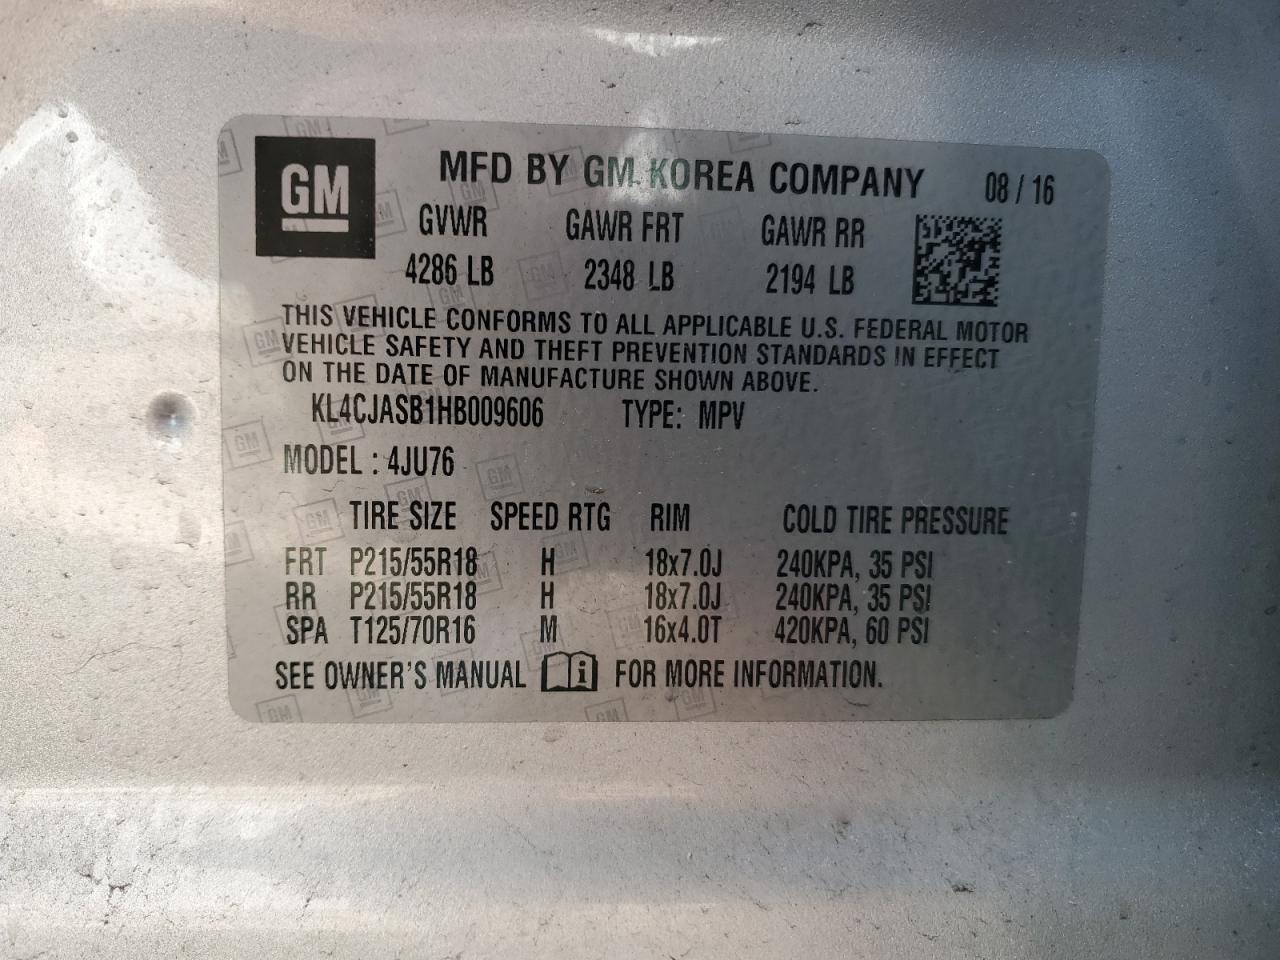 GM
MFD BY GM KOREA COMPANY 08 / 16
GVWR GAWR FRT GAWR RR
4286 LB 2348 LB 2194 LB
THIS VEHICLE CONFORMS TO ALL APPLICABLE U.S. FEDERAL MOTOR
VEHICLE SAFETY AND THEFT PREVENTION STANDARDS IN EFFECT
ON THE DATE OF MANUFACTURE SHOWN ABOVE.
KL4CJASB1HB009606 TYPE: MPV
MODEL : 4JU76
TIRE SIZE SPEED RTG RIM COLD TIRE PRESSURE
FRT P215/55R18 H 18x7.0J 240KPA, 35 PSI
RR P215/55R18 H 18x7.0J 240KPA, 35 PSI
SPA T125/70R16 M 16x4.0T 420KPA, 60 PSI
SEE OWNER'S MANUAL i FOR MORE INFORMATION.